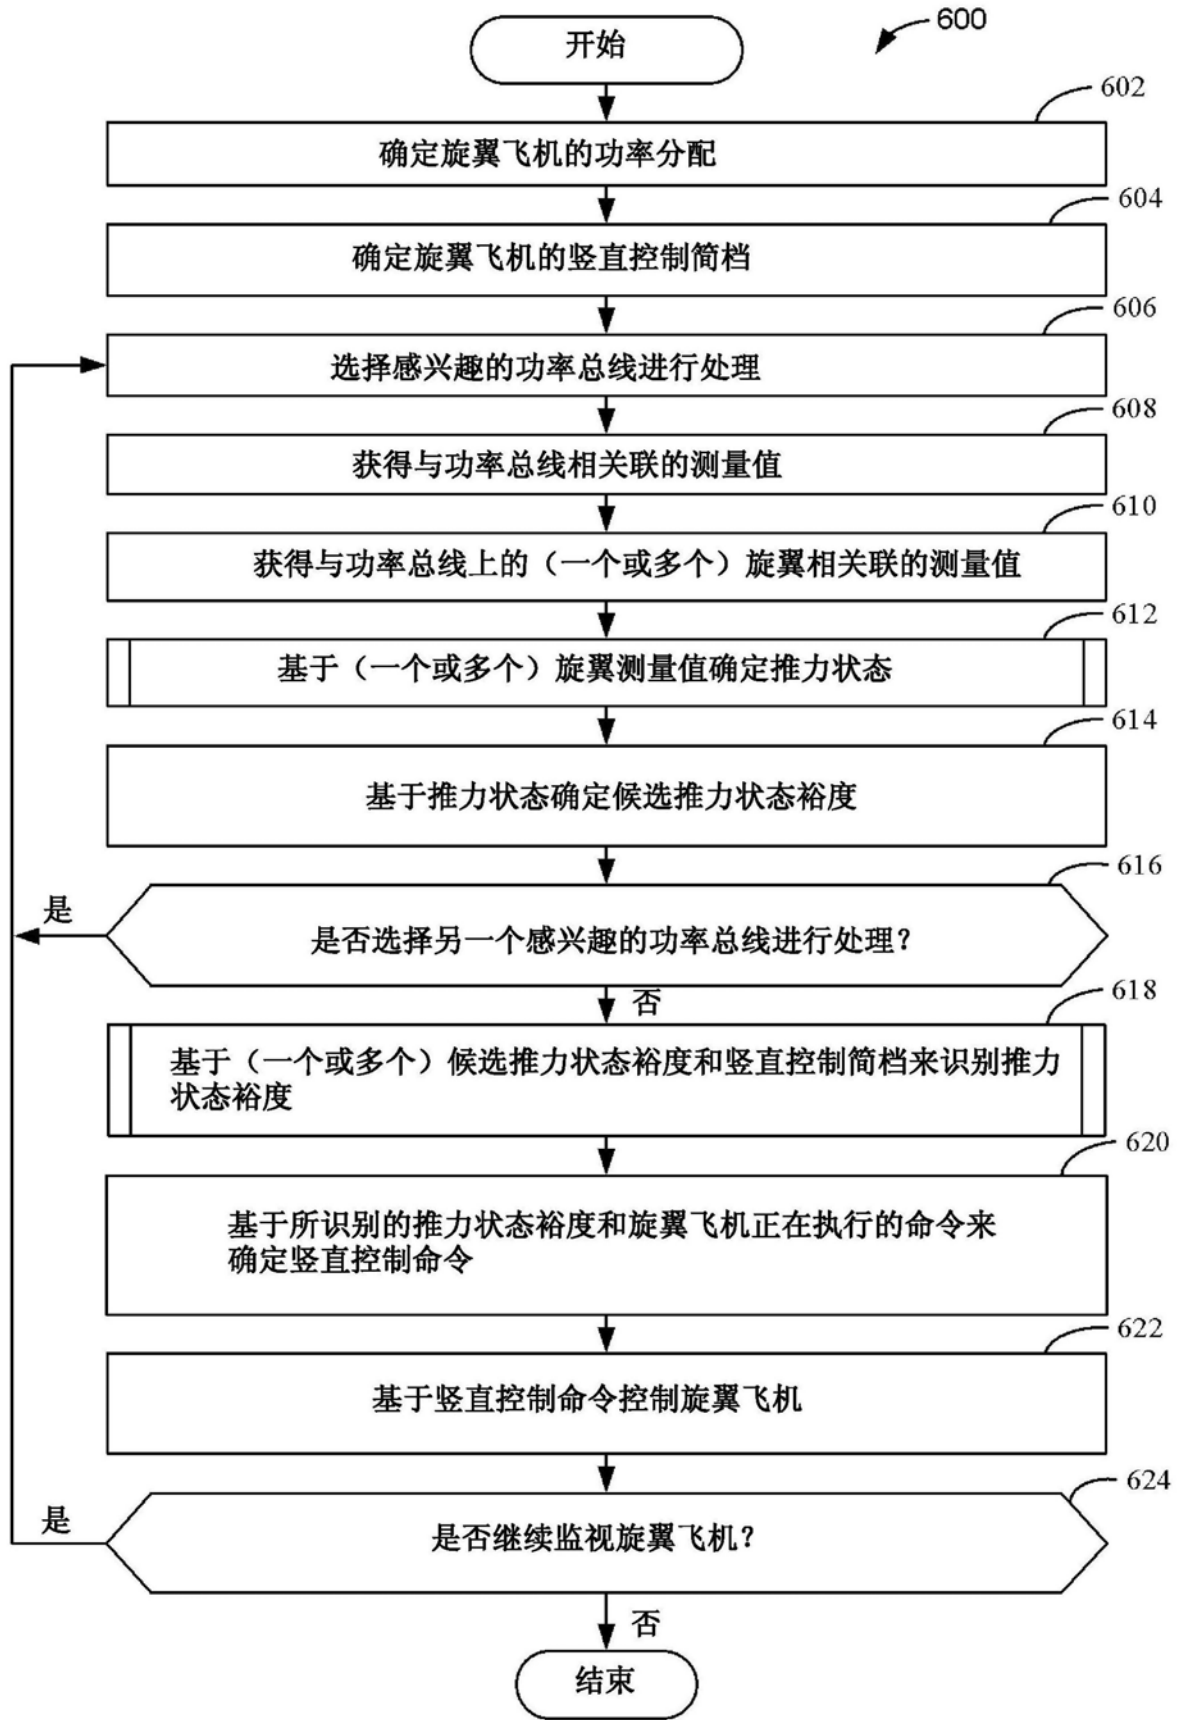 600
开始
602
确定旋翼飞机的功率分配
604
确定旋翼飞机的竖直控制简档
606
选择感兴趣的功率总线进行处理
608
获得与功率总线相关联的测量值
610
获得与功率总线上的（一个或多个）旋翼相关联的测量值
612
基于（一个或多个）旋翼测量值确定推力状态
614
基于推力状态确定候选推力状态裕度
616
是
是否选择另一个感兴趣的功率总线进行处理？
否
618
基于（一个或多个）候选推力状态裕度和竖直控制简档来识别推力
状态裕度
620
基于所识别的推力状态裕度和旋翼飞机正在执行的命令来
确定竖直控制命令
622
基于竖直控制命令控制旋翼飞机
624
是
是否继续监视旋翼飞机？
否
结束